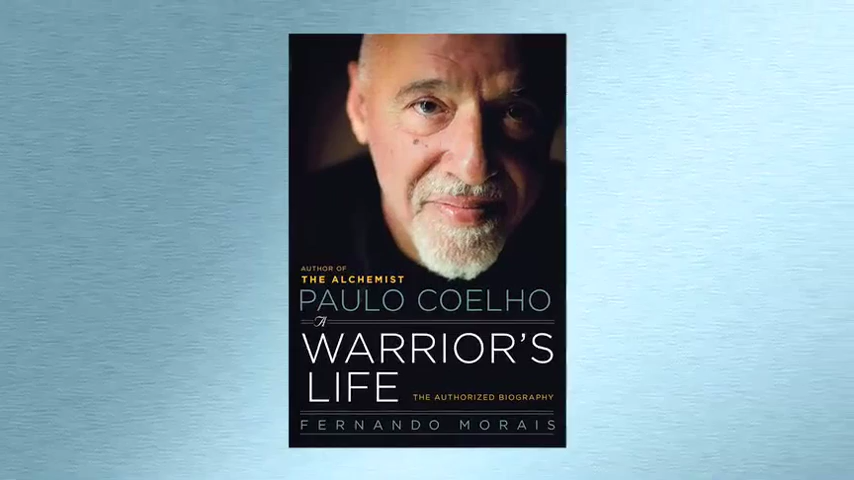 AUTHOR OF
THE ALCHEMIST
PAULO COELHO
A
WARRIOR'S
LIFE THE AUTHORIZED BIOGRAPHY
FERNANDO MORAIS